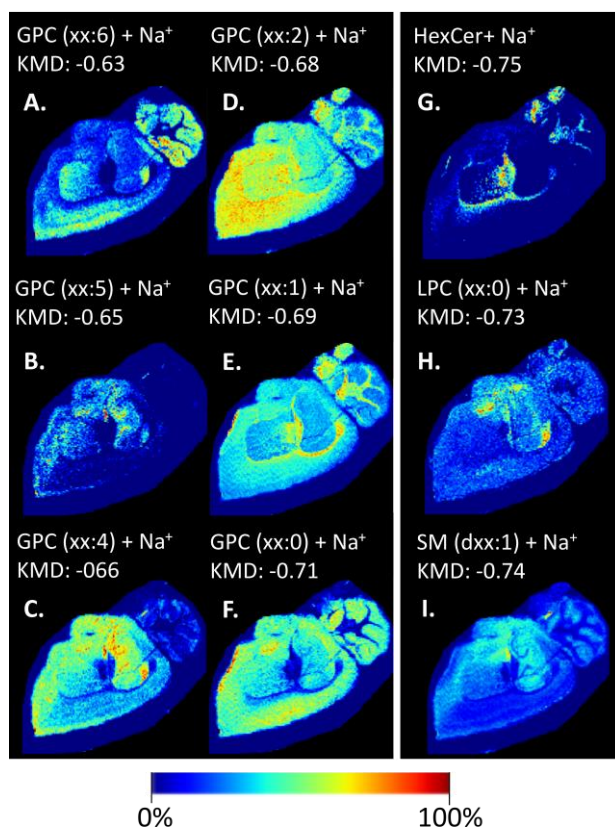 GPC (xx:6) + Na⁺
KMD: -0.63
A.
GPC (xx:2) + Na⁺
KMD: -0.68
D.
HexCer+ Na⁺
KMD: -0.75
G.
GPC (xx:5) + Na⁺
KMD: -0.65
B.
GPC (xx:1) + Na⁺
KMD: -0.69
E.
LPC (xx:0) + Na⁺
KMD: -0.73
H.
GPC (xx:4) + Na⁺
KMD: -066
C.
GPC (xx:0) + Na⁺
KMD: -0.71
F.
SM (dxx:1) + Na⁺
KMD: -0.74
I.
0%
100%